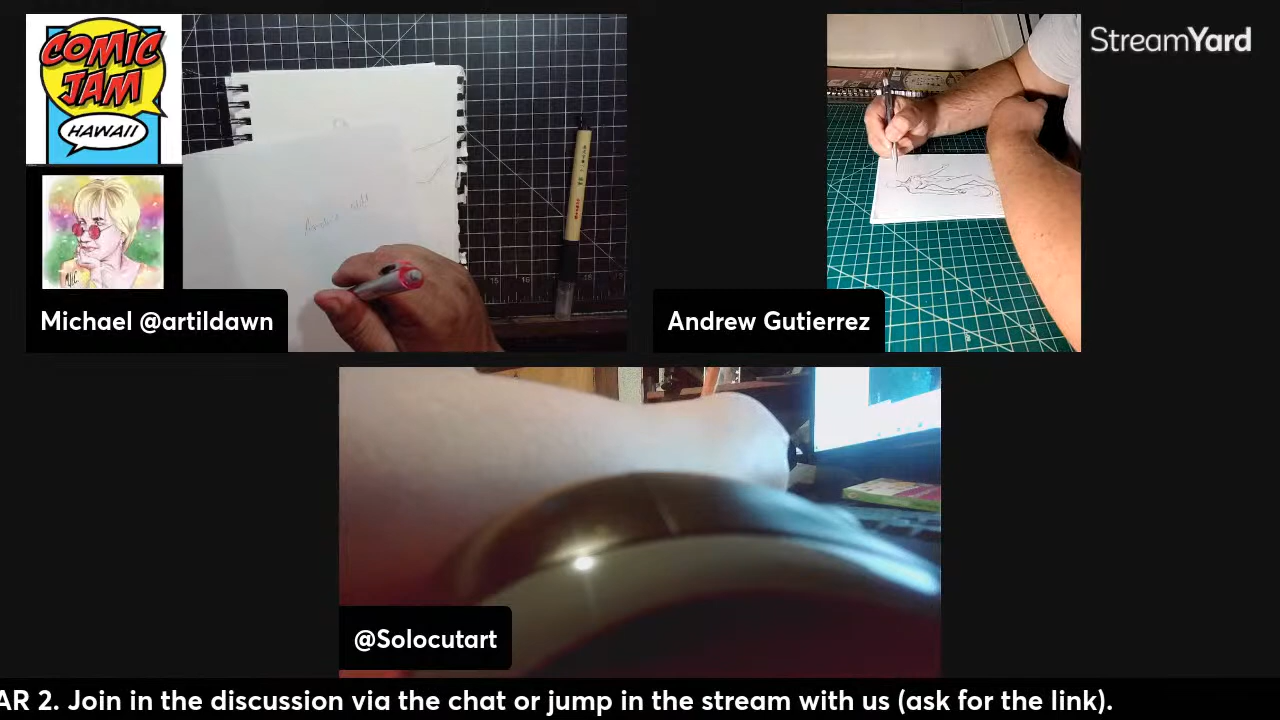 COMIC
JAM
HAWAII
StreamYard
Michael @artildawn
Andrew Gutierrez
@Solocutart
AR 2. Join in the discussion via the chat or jump in the stream with us (ask for the link).